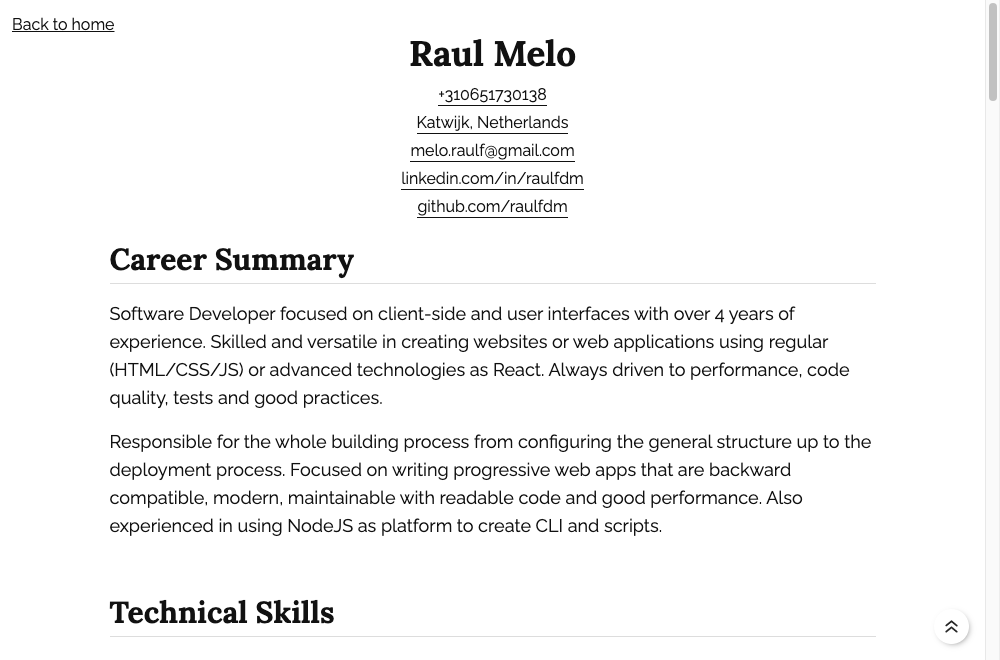 Back to home
Raul Melo
+310651730138
Katwijk, Netherlands
melo.raulf@gmail.com
linkedin.com/in/raulfdm
github.com/raulfdm
Career Summary
Software Developer focused on client-side and user interfaces with over 4 years of
experience. Skilled and versatile in creating websites or web applications using regular
(HTML/CSS/JS) or advanced technologies as React. Always driven to performance, code
quality, tests and good practices.
Responsible for the whole building process from configuring the general structure up to the
deployment process. Focused on writing progressive web apps that are backward
compatible, modern, maintainable with readable code and good performance. Also
experienced in using NodeJS as platform to create CLI and scripts.
Technical Skills